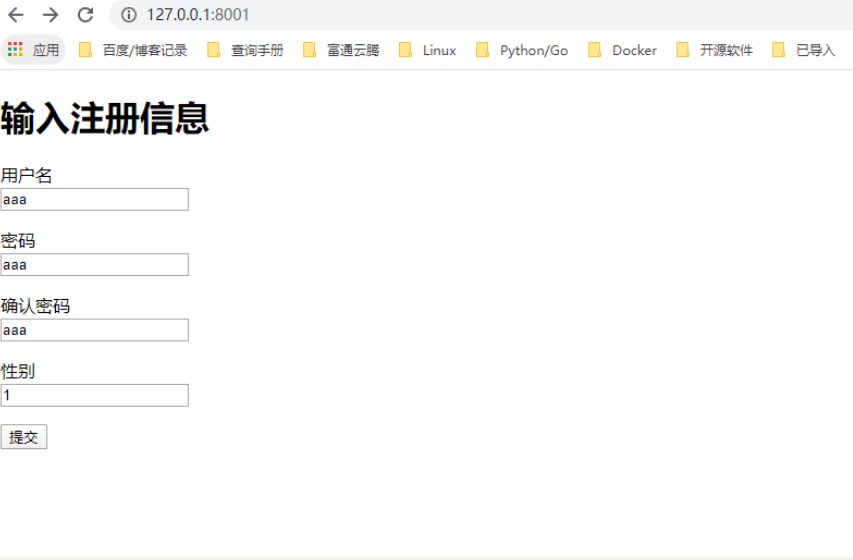 127.0.0.1:8001
应用 百度/博客记录 查询手册 富通云腾 Linux Python/Go Docker 开源软件 已导入
输入注册信息
用户名
aaa
密码
aaa
确认密码
aaa
性别
1
提交